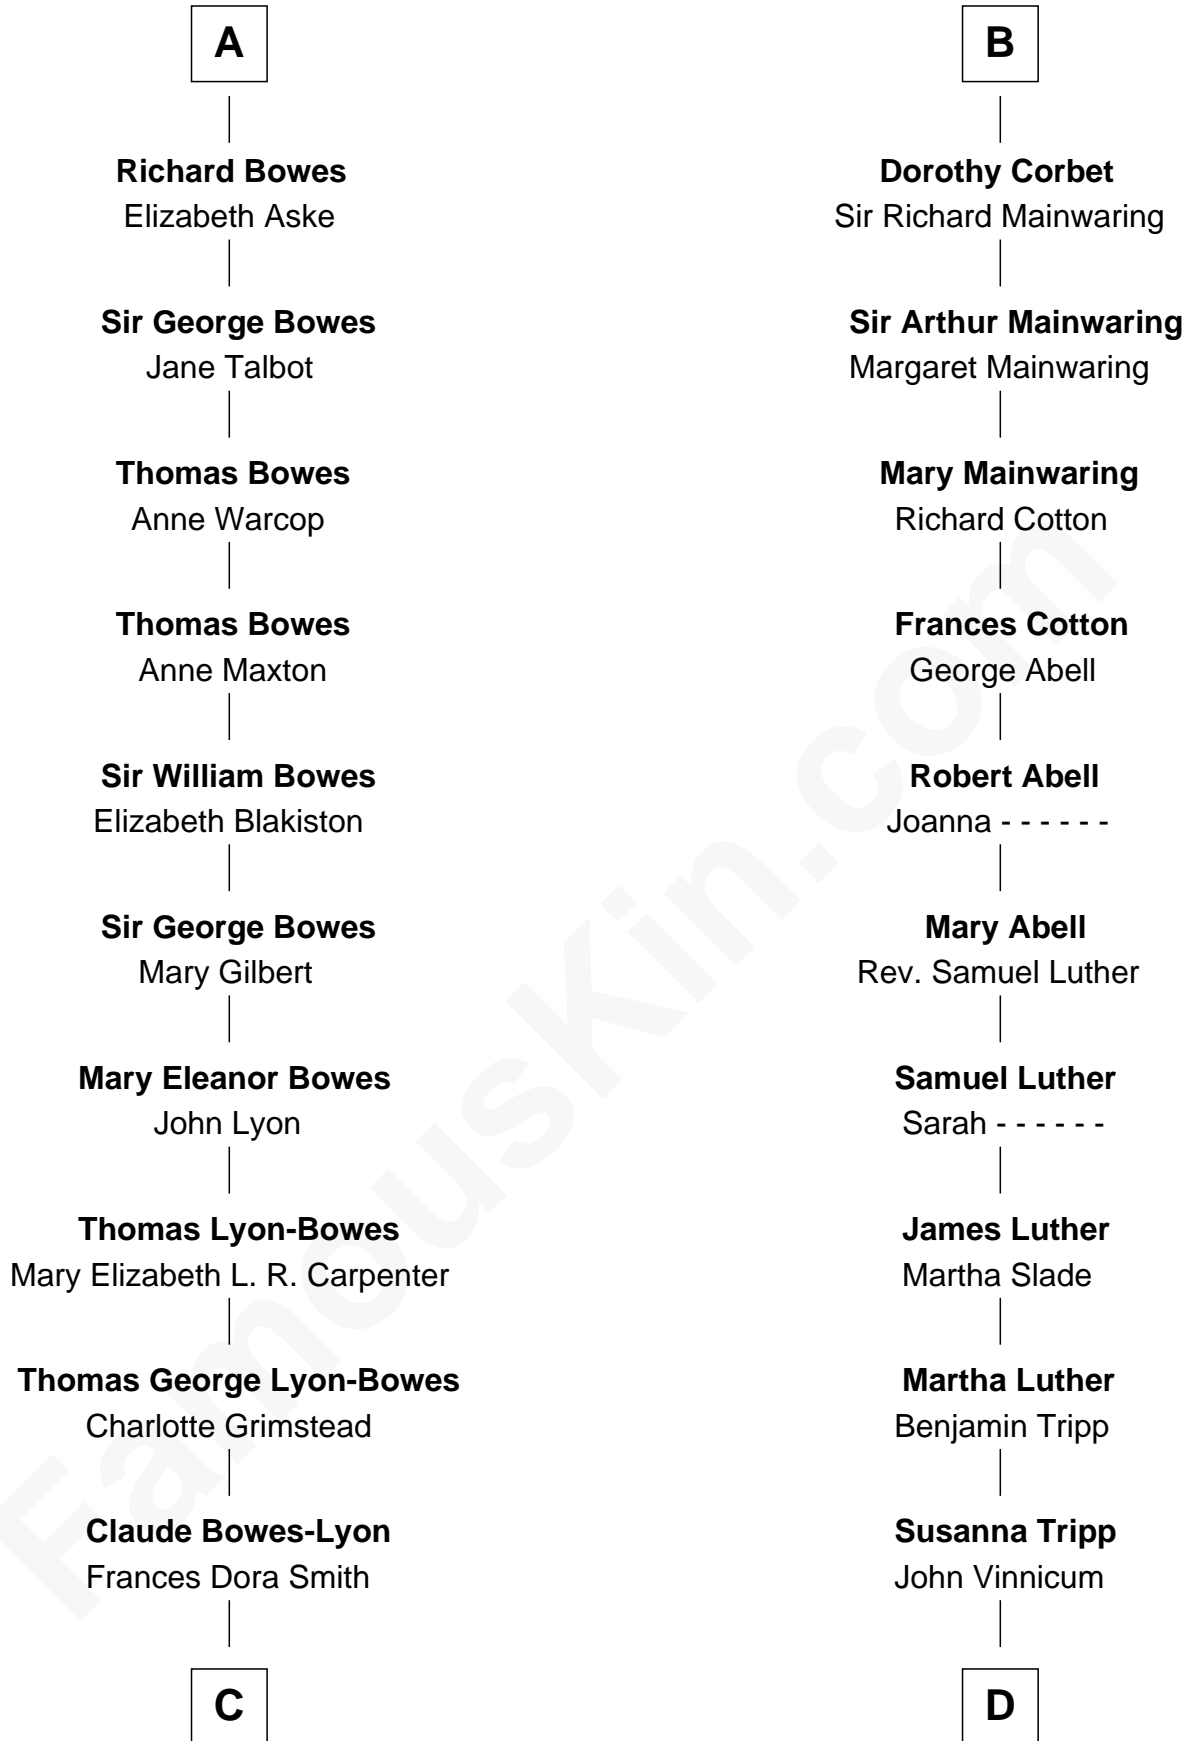 A
Richard Bowes
Elizabeth Aske
Sir George Bowes
Jane Talbot
Thomas Bowes
Anne Warcop
Thomas Bowes
Anne Maxton
Sir William Bowes
Elizabeth Blakiston
Sir George Bowes
Mary Gilbert
Mary Eleanor Bowes
John Lyon
Thomas Lyon-Bowes
Mary Elizabeth L. R. Carpenter
Thomas George Lyon-Bowes
Charlotte Grimstead
Claude Bowes-Lyon
Frances Dora Smith
C
B
Dorothy Corbet
Sir Richard Mainwaring
Sir Arthur Mainwaring
Margaret Mainwaring
Mary Mainwaring
Richard Cotton
Frances Cotton
George Abell
Robert Abell
Joanna - - - - - -
Mary Abell
Rev. Samuel Luther
Samuel Luther
Sarah - - - - - -
James Luther
Martha Slade
Martha Luther
Benjamin Tripp
Susanna Tripp
John Vinnicum
D
FamousKin.com